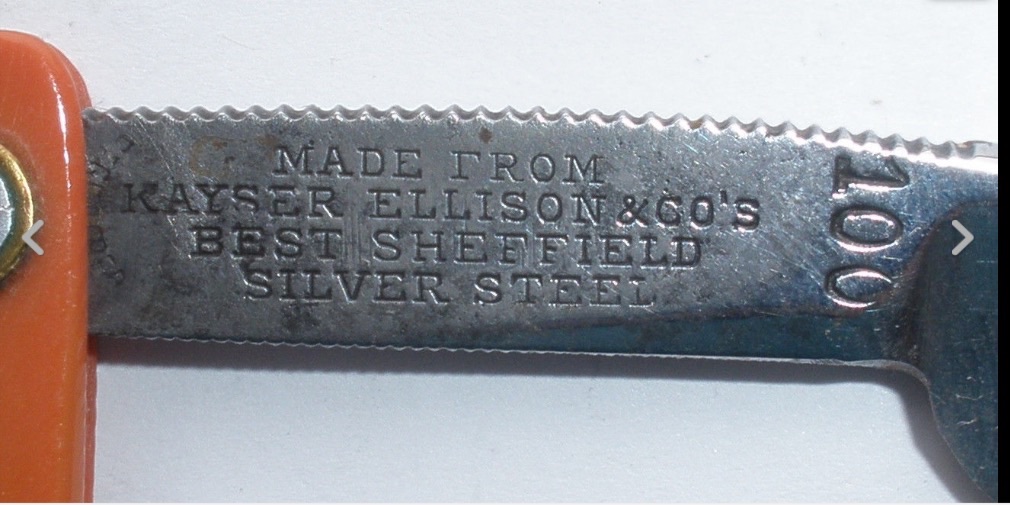 MADE FROM
KAYSER ELLISON &CO'S
BEST SHEFFIELD
SILVER STEEL
100